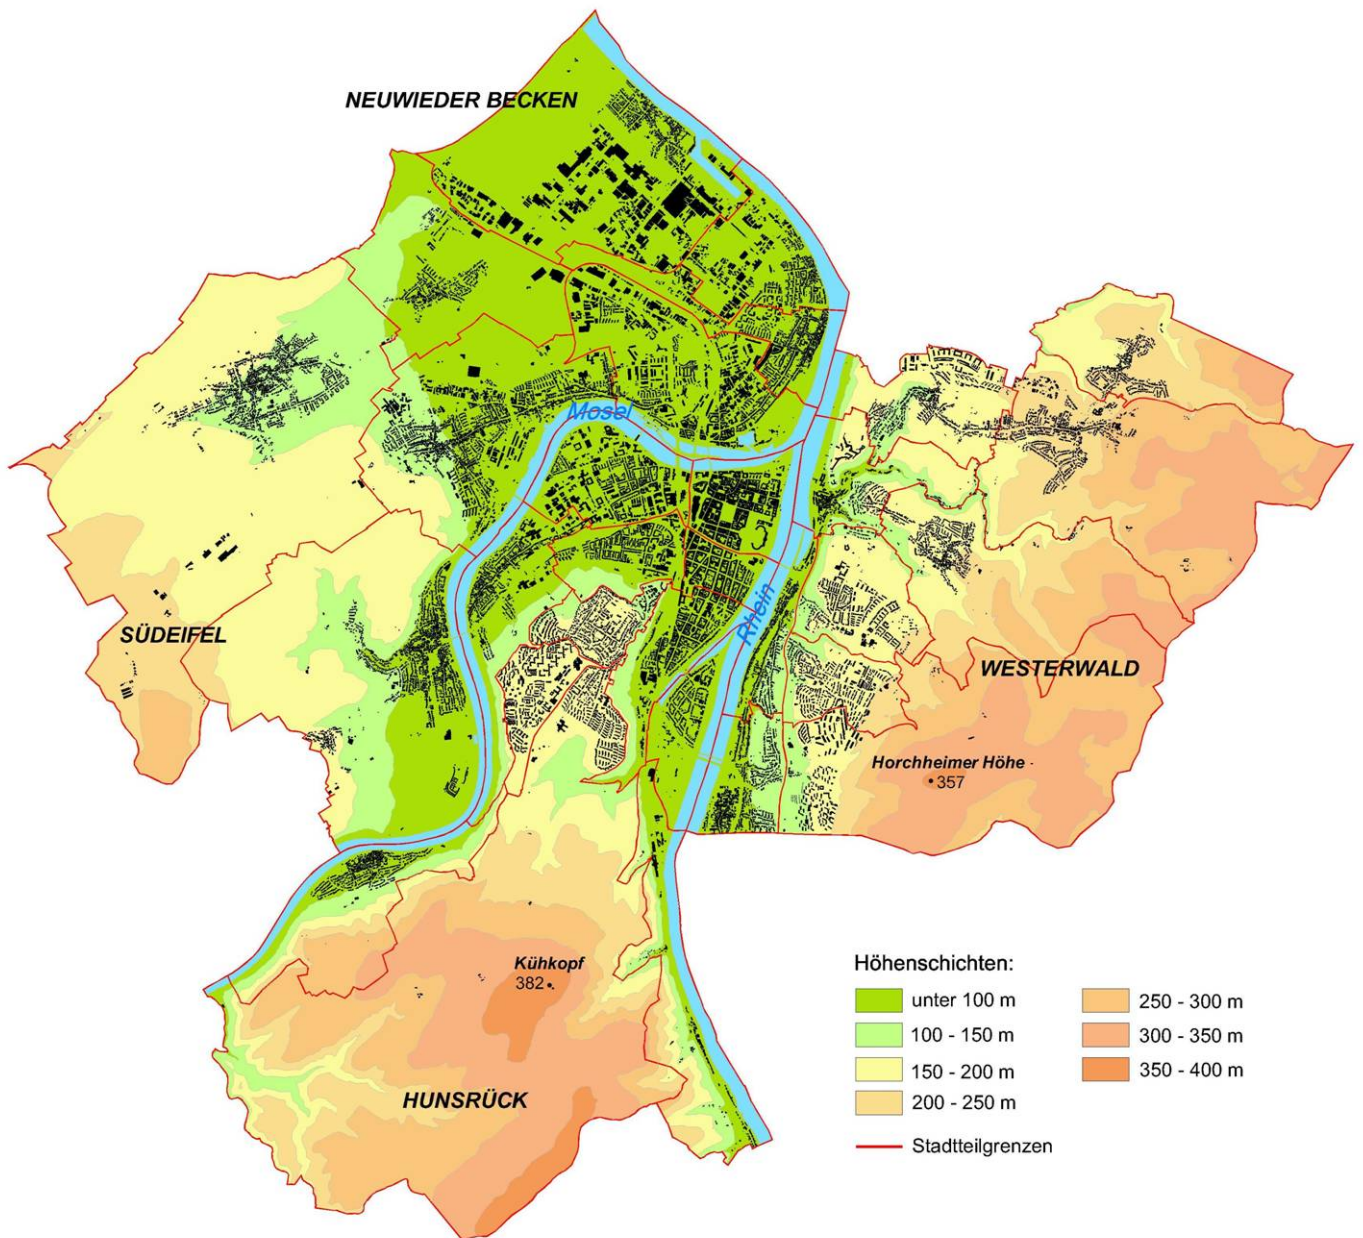 NEUWIEDER BECKEN
Mosel
Rhein
SÜDEIFEL
WESTERWALD
Horchheimer Höhe
357
Kühkopf
382
HUNSRÜCK
Höhenschichten:
unter 100 m
100 - 150 m
150 - 200 m
200 - 250 m
250 - 300 m
300 - 350 m
350 - 400 m
Stadtteilgrenzen